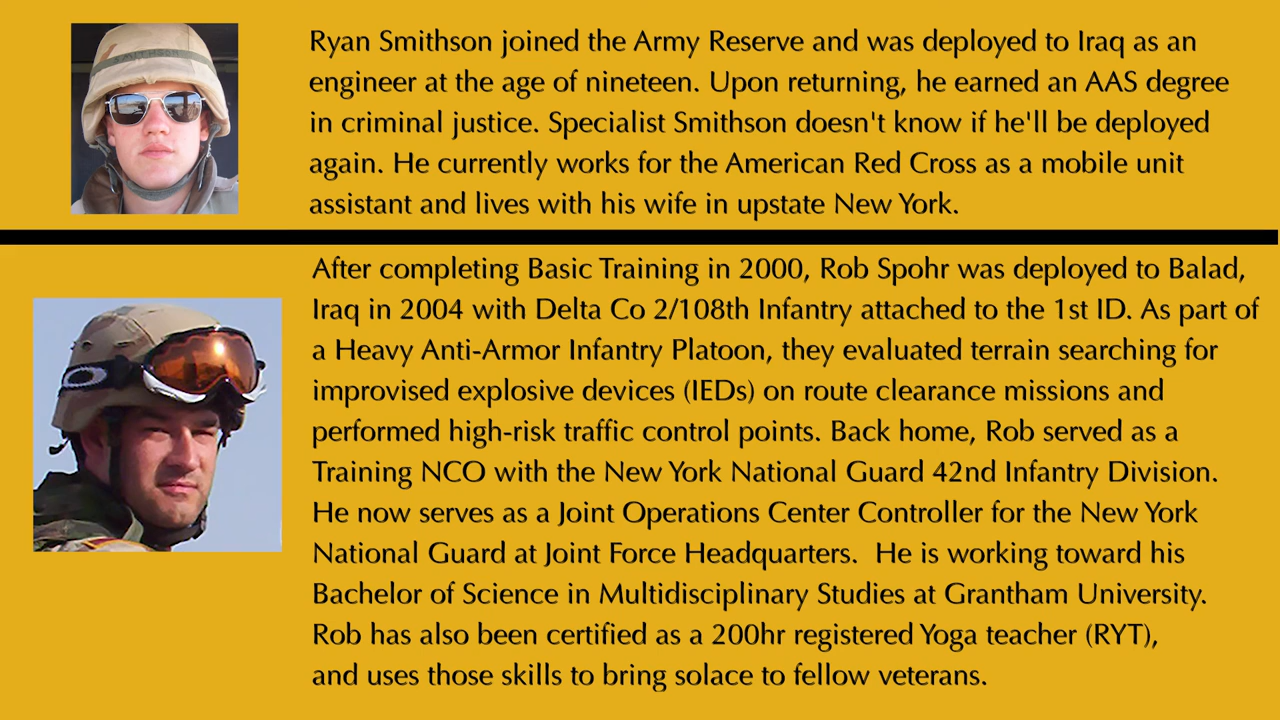 Ryan Smithson joined the Army Reserve and was deployed to Iraq as an
engineer at the age of nineteen. Upon returning, he earned an AAS degree
in criminal justice. Specialist Smithson doesn't know if he'll be deployed
again. He currently works for the American Red Cross as a mobile unit
assistant and lives with his wife in upstate New York.
After completing Basic Training in 2000, Rob Spohr was deployed to Balad,
Iraq in 2004 with Delta Co 2/108th Infantry attached to the 1st ID. As part of
a Heavy Anti-Armor Infantry Platoon, they evaluated terrain searching for
improvised explosive devices (IEDs) on route clearance missions and
performed high-risk traffic control points. Back home, Rob served as a
Training NCO with the New York National Guard 42nd Infantry Division.
He now serves as a Joint Operations Center Controller for the New York
National Guard at Joint Force Headquarters.  He is working toward his
Bachelor of Science in Multidisciplinary Studies at Grantham University.
Rob has also been certified as a 200hr registered Yoga teacher (RYT),
and uses those skills to bring solace to fellow veterans.